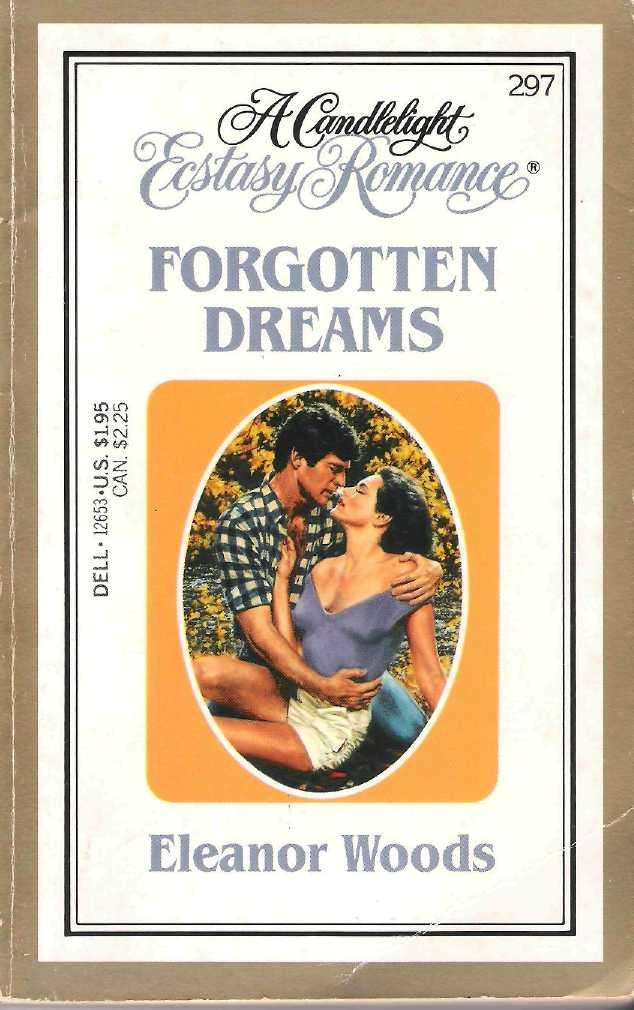 297
A Candlelight
Ecstasy Romance®
FORGOTTEN
DREAMS
DELL • 12653 • U.S. $1.95
CAN. $2.25
Eleanor Woods